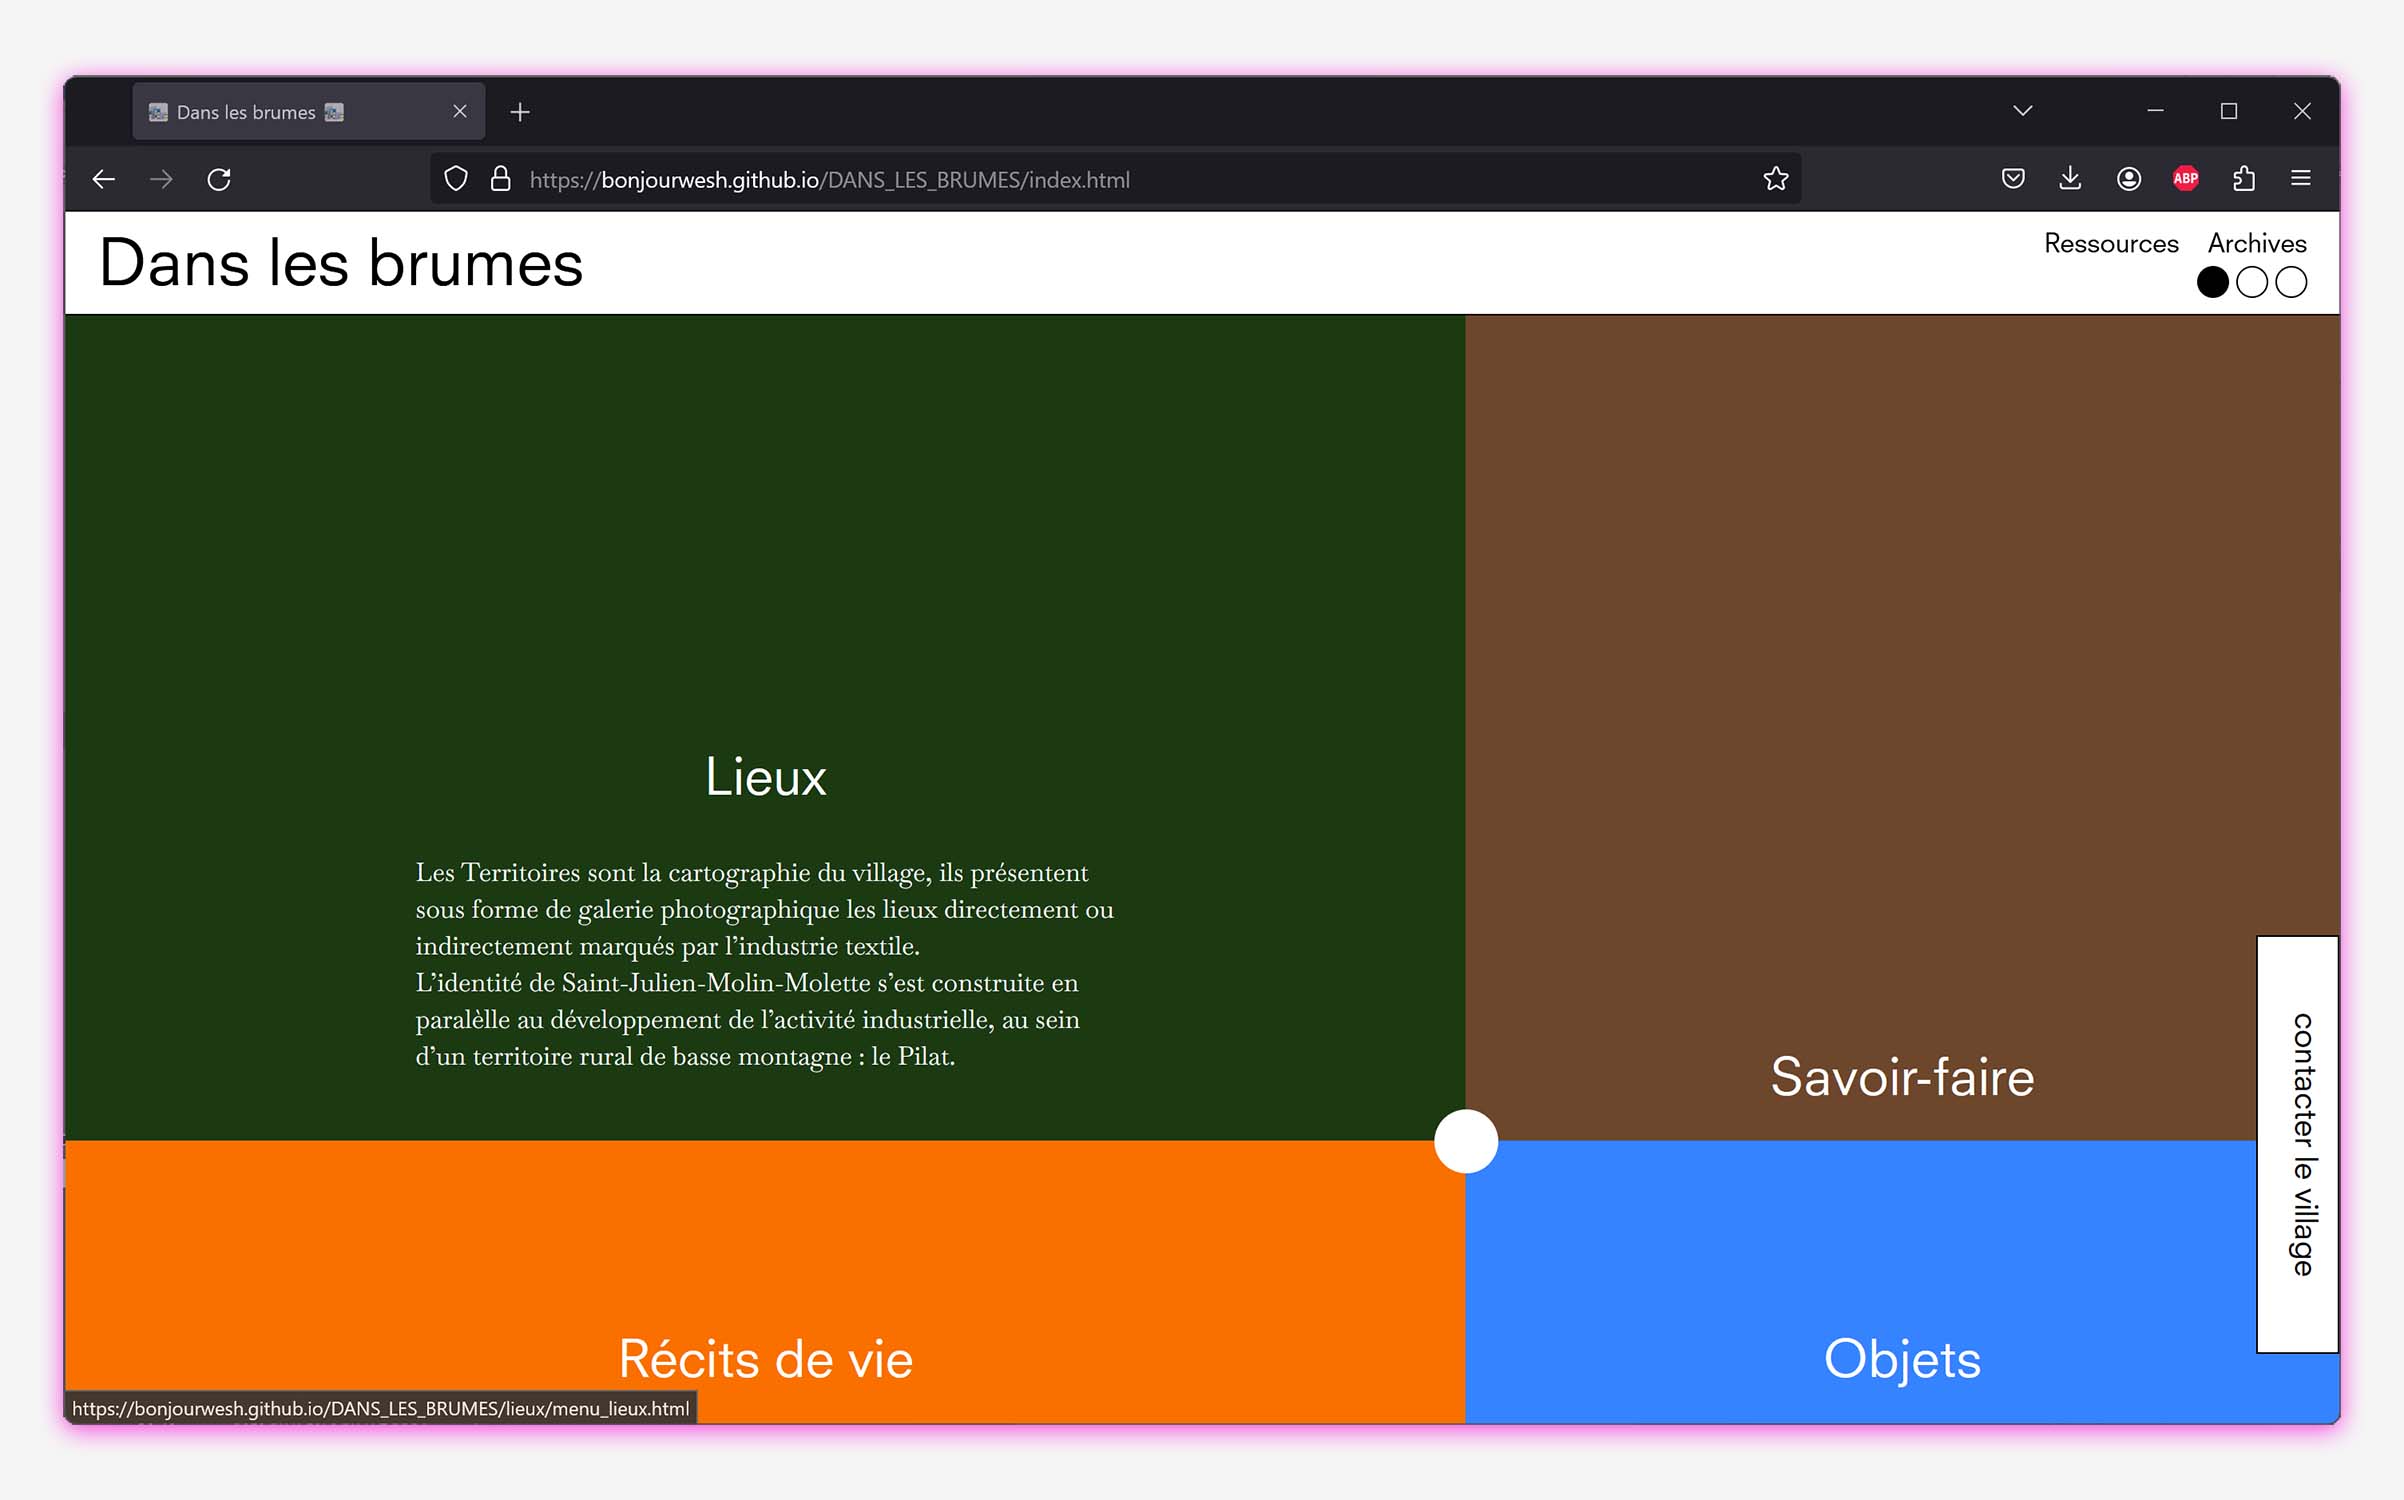 Dans les brumes
https://bonjourwesh.github.io/DANS_LES_BRUMES/index.html
ABP
Dans les brumes
Ressources Archives
Lieux
Les Territoires sont la cartographie du village, ils présentent
sous forme de galerie photographique les lieux directement ou
indirectement marqués par l’industrie textile.
L’identité de Saint-Julien-Molin-Molette s’est construite en
paralèlle au développement de l’activité industrielle, au sein
d’un territoire rural de basse montagne : le Pilat.
Savoir-faire
contacter le village
Récits de vie
Objets
https://bonjourwesh.github.io/DANS_LES_BRUMES/lieux/menu_lieux.html